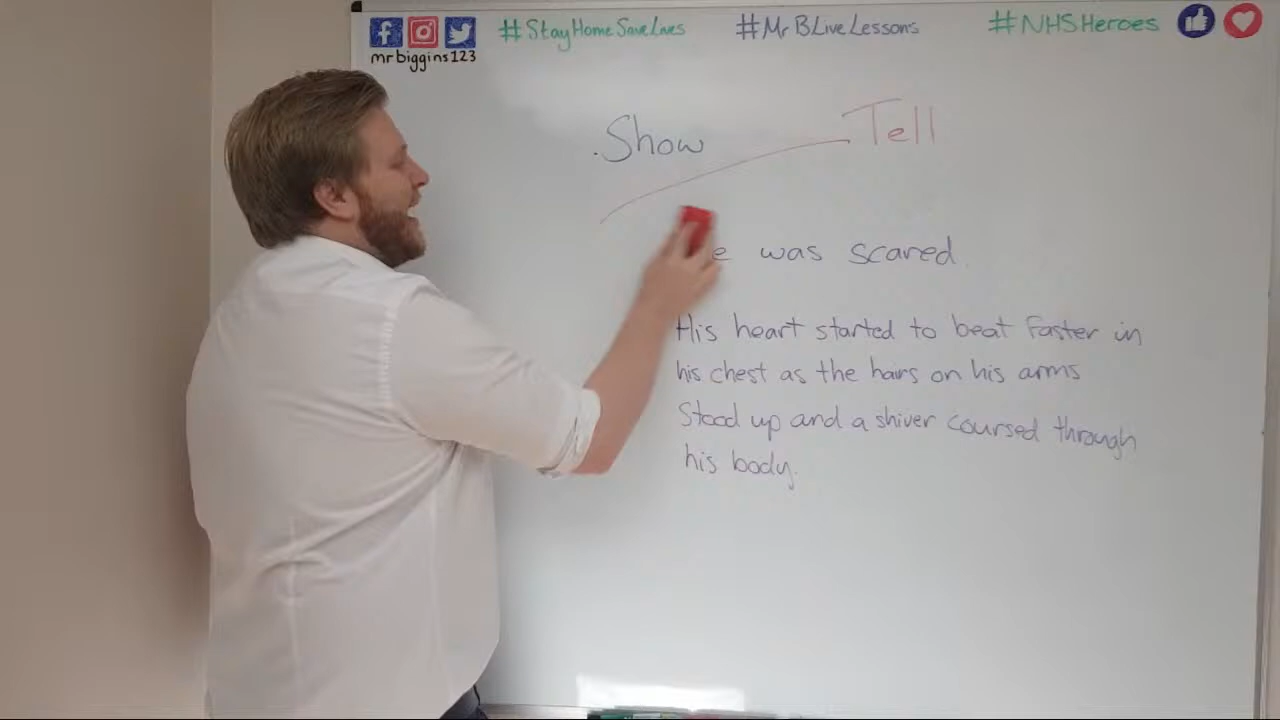 #StayHomeSaveLives #MrBLiveLessons #NHSHeroes
mrbiggins123
Show Tell
e was scared.
His heart started to beat faster in
his chest as the hairs on his arms
Stood up and a shiver coursed through
his body.